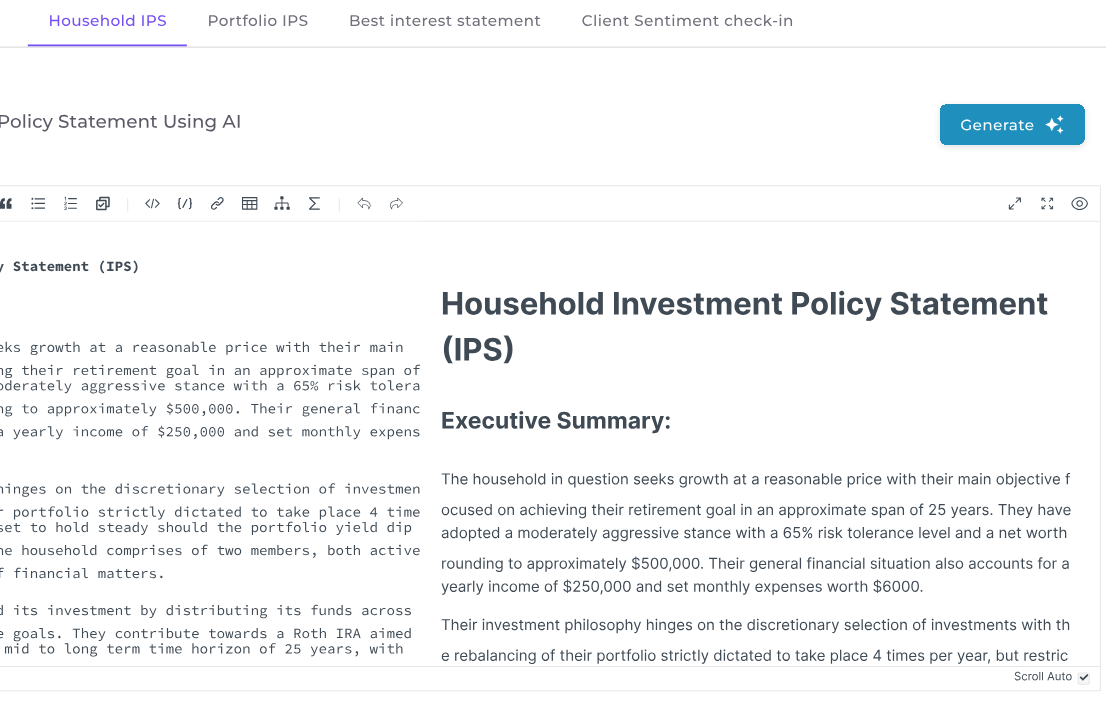 Household IPS Portfolio IPS Best interest statement Client Sentiment check-in
Policy Statement Using AI
Generate
Statement (IPS)
growth at a reasonable price with their main
their retirement goal in an approximate span of
aggressive stance with a 65% risk tolera
to approximately $500,000. Their general financ
a yearly income of $250,000 and set monthly expens
hinges on the discretionary selection of investmen
portfolio strictly dictated to take place 4 time
set to hold steady should the portfolio yield dip
household comprises of two members, both active
financial matters.
its investment by distributing its funds across
goals. They contribute towards a Roth IRA aimed
mid to long term time horizon of 25 years, with
Household Investment Policy Statement
(IPS)
Executive Summary:
The household in question seeks growth at a reasonable price with their main objective f
ocused on achieving their retirement goal in an approximate span of 25 years. They have
adopted a moderately aggressive stance with a 65% risk tolerance level and a net worth
rounding to approximately $500,000. Their general financial situation also accounts for a
yearly income of $250,000 and set monthly expenses worth $6000.
Their investment philosophy hinges on the discretionary selection of investments with th
e rebalancing of their portfolio strictly dictated to take place 4 times per year, but restric
Scroll Auto